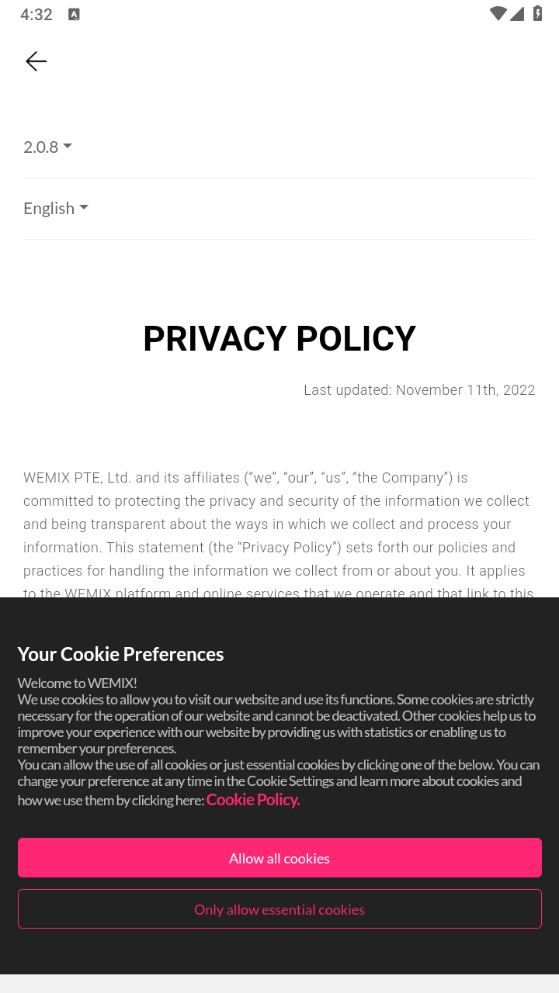 4:32
A
2.0.8
English
PRIVACY POLICY
Last updated: November 11th, 2022
WEMIX PTE, Ltd. and its affiliates (“we”, “our”, “us”, “the Company”) is
committed to protecting the privacy and security of the information we collect
and being transparent about the ways in which we collect and process your
information. This statement (the “Privacy Policy”) sets forth our policies and
practices for handling the information we collect from or about you. It applies
to the WEMIX platform and online services that we operate and that link to this
Your Cookie Preferences
Welcome to WEMIX!
We use cookies to allow you to visit our website and use its functions. Some cookies are strictly
necessary for the operation of our website and cannot be deactivated. Other cookies help us to
improve your experience with our website by providing us with statistics or enabling us to
remember your preferences.
You can allow the use of all cookies or just essential cookies by clicking one of the below. You can
change your preference at any time in the Cookie Settings and learn more about cookies and
how we use them by clicking here: Cookie Policy.
Allow all cookies
Only allow essential cookies